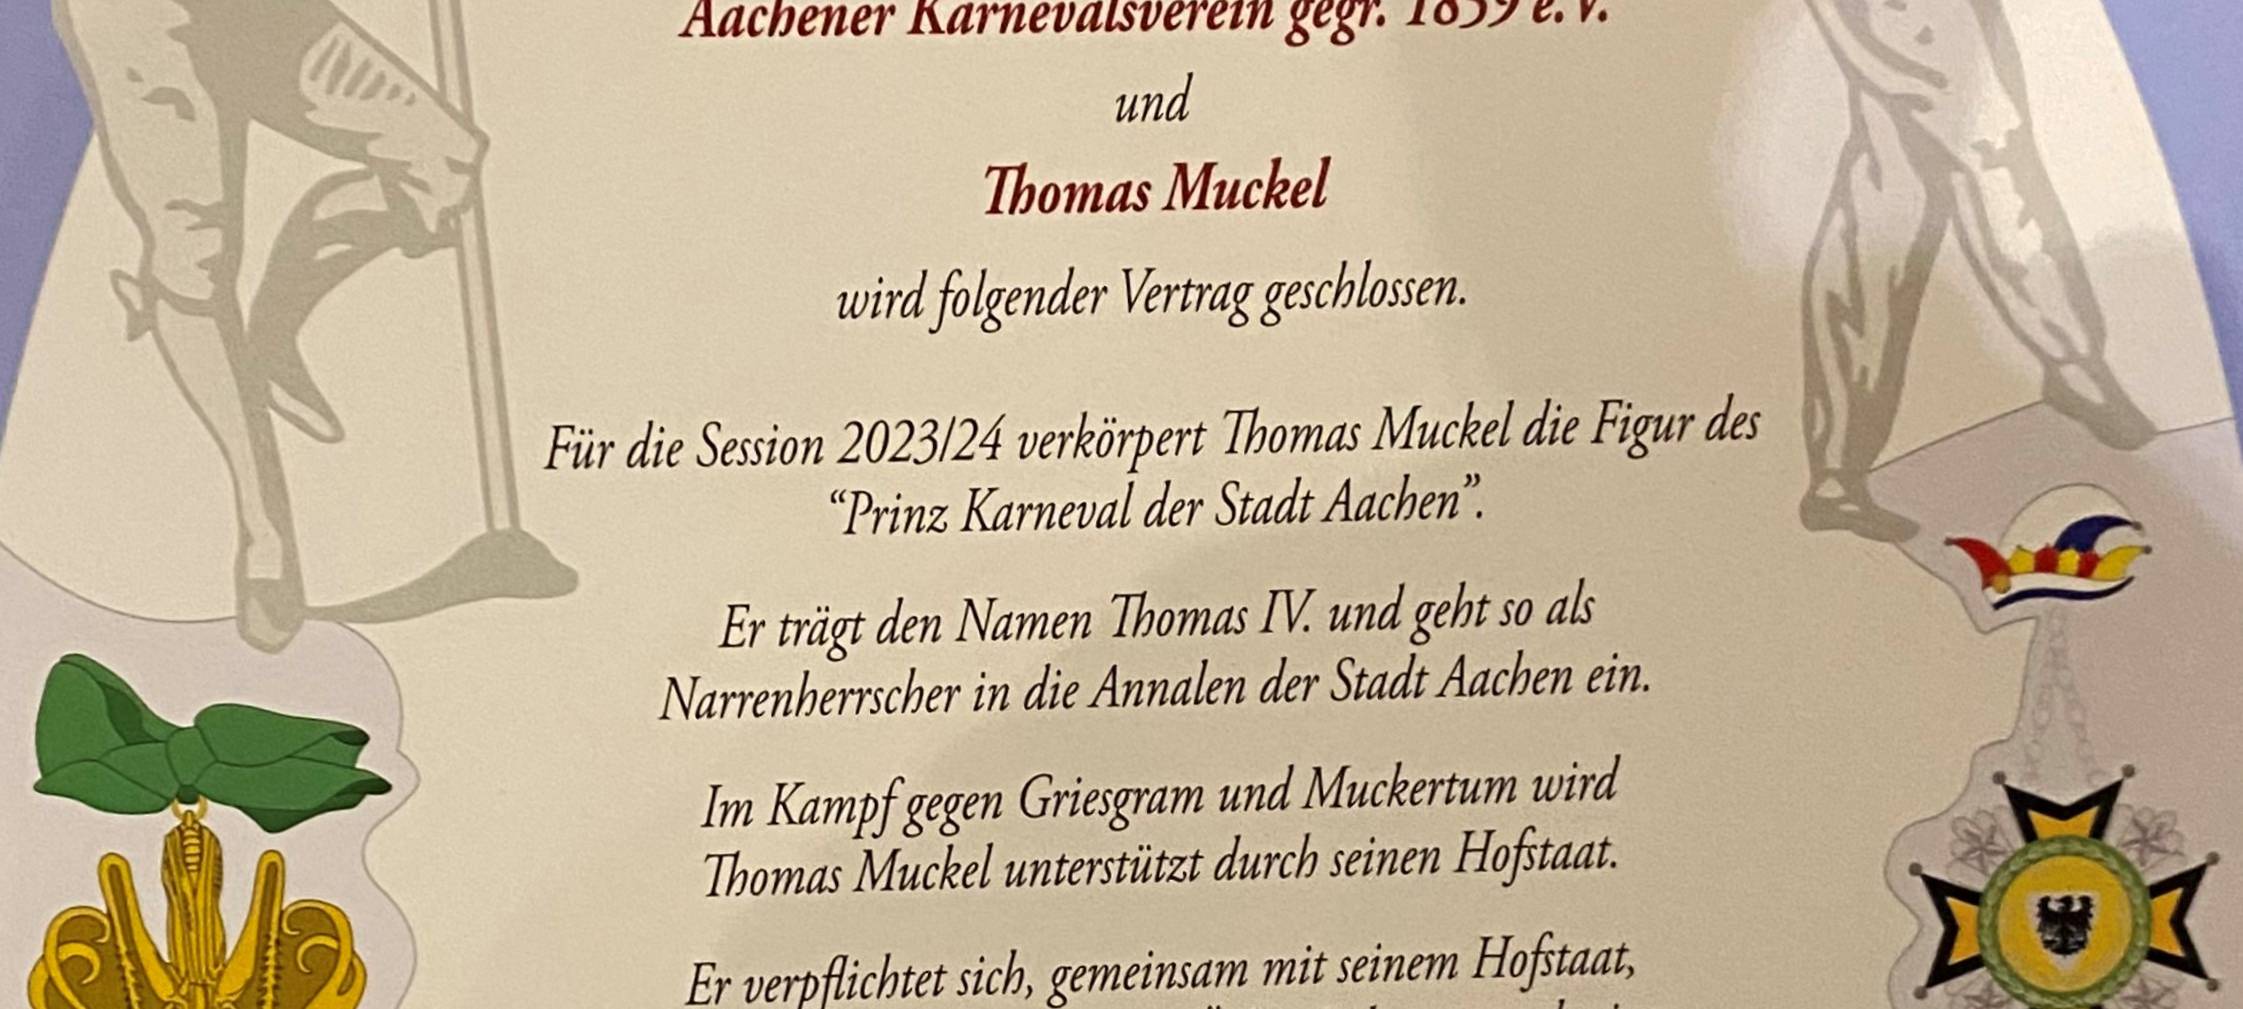 Aachener Karnevalsverein gegr. 1859 e. V.
und
Thomas Muckel
wird folgender Vertrag geschlossen.
Für die Session 2023/24 verkörpert Thomas Muckel die Figur des
“Prinz Karneval der Stadt Aachen”.
Er trägt den Namen Thomas IV. und geht so als
Narrenherrscher in die Annalen der Stadt Aachen ein.
Im Kampf gegen Griesgram und Muckertum wird
Thomas Muckel unterstützt durch seinen Hofstaat.
Er verpflichtet sich, gemeinsam mit seinem Hofstaat,